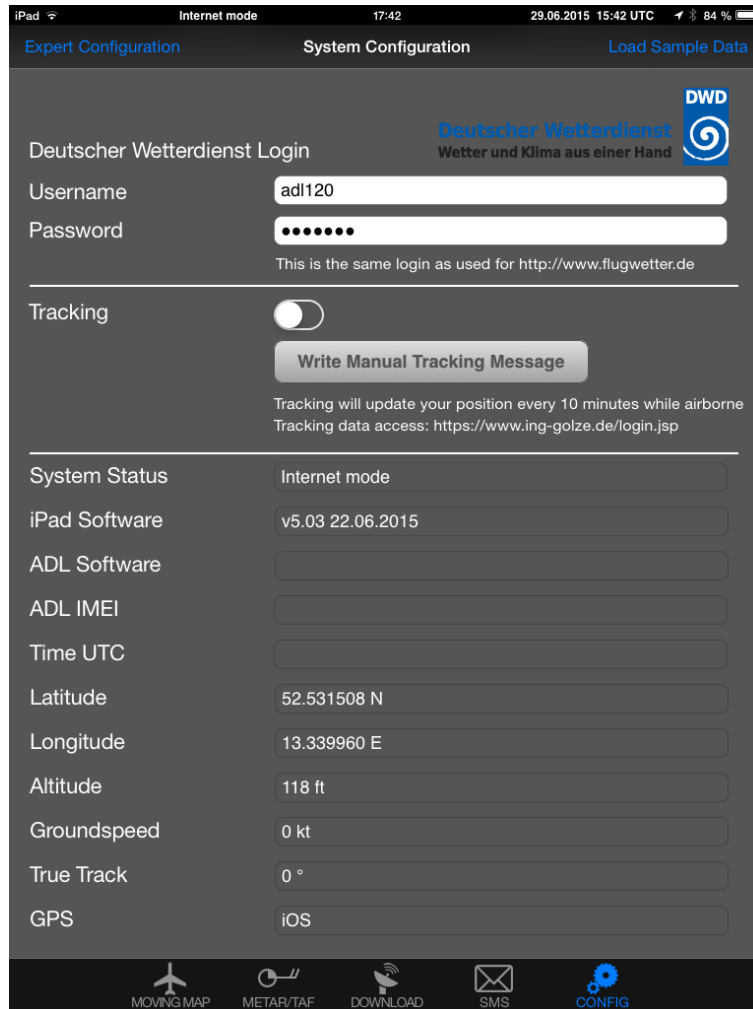 iPad Internet mode 17:42 29.06.2015 15:42 UTC 84 %
Expert Configuration System Configuration Load Sample Data
DWD
Deutscher Wetterdienst
Wetter und Klima aus einer Hand
Deutscher Wetterdienst Login
Username adl120
Password •••••••
This is the same login as used for http://www.flugwetter.de
Tracking
Write Manual Tracking Message
Tracking will update your position every 10 minutes while airborne
Tracking data access: https://www.ing-golze.de/login.jsp
System Status Internet mode
iPad Software v5.03 22.06.2015
ADL Software
ADL IMEI
Time UTC
Latitude 52.531508 N
Longitude 13.339960 E
Altitude 118 ft
Groundspeed 0 kt
True Track 0 °
GPS iOS
MOVING MAP METAR/TAF DOWNLOAD SMS CONFIG